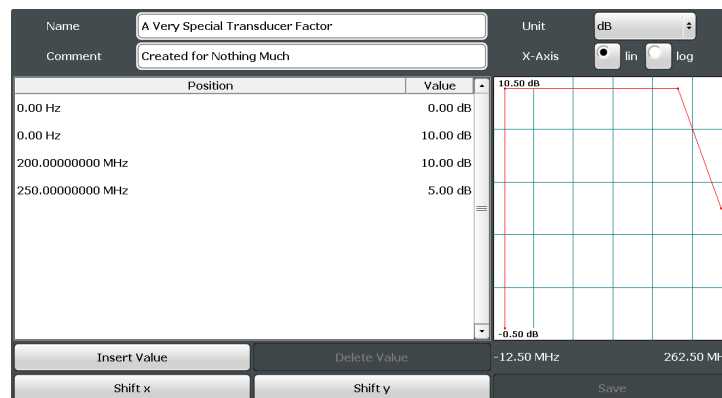 Name A Very Special Transducer Factor Unit dB
Comment Created for Nothing Much X-Axis lin log
Position Value 10.50 dB
0.00 Hz 0.00 dB
0.00 Hz 10.00 dB
200.00000000 MHz 10.00 dB
250.00000000 MHz 5.00 dB
-0.50 dB
Insert Value Delete Value -12.50 MHz 262.50 MH
Shift x Shift y Save